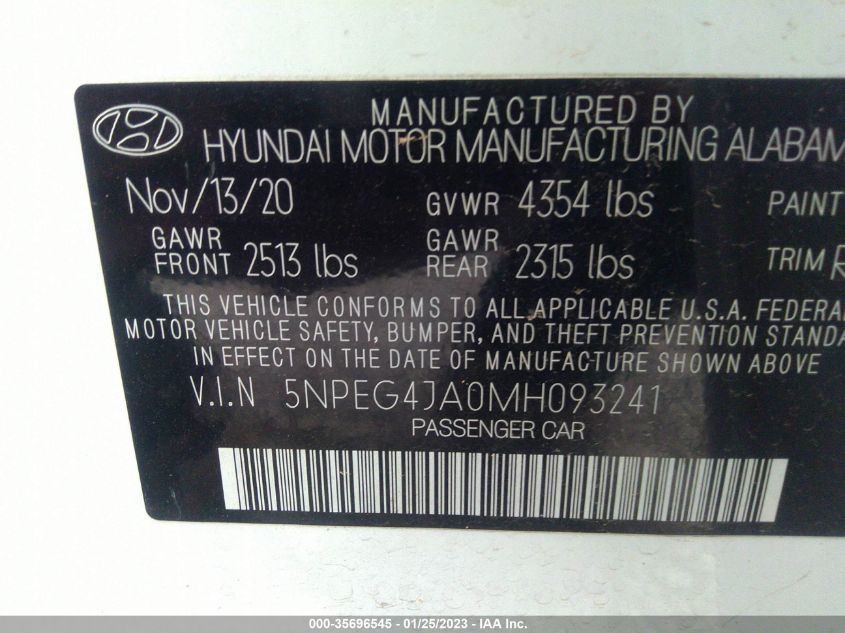 MANUFACTURED BY
HYUNDAI MOTOR MANUFACTURING ALABAM
Nov/13/20 GVWR 4354 lbs PAINT
GAWR FRONT 2513 lbs GAWR REAR 2315 lbs TRIM R
THIS VEHICLE CONFORMS TO ALL APPLICABLE U.S.A. FEDERAL
MOTOR VEHICLE SAFETY, BUMPER, AND THEFT PREVENTION STANDA
IN EFFECT ON THE DATE OF MANUFACTURE SHOWN ABOVE
V.I.N 5NPEG4JA0MH093241
PASSENGER CAR
000-35696545 - 01/25/2023 - IAA Inc.